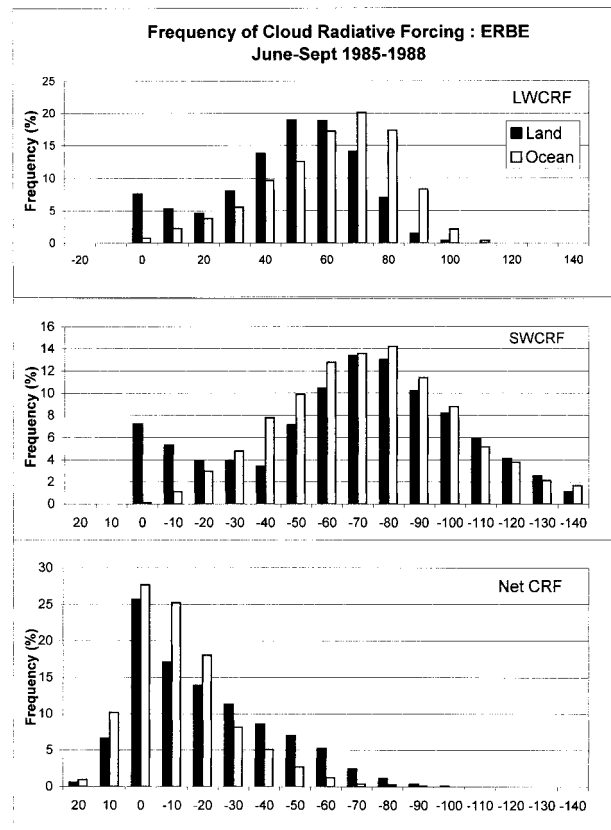 Frequency of Cloud Radiative Forcing : ERBE
June-Sept 1985-1988
LWCRF
Land
Ocean
Frequency (%)
25
20
15
10
5
0
-20 0 20 40 60 80 100 120 140
SWCRF
Frequency (%)
16
14
12
10
8
6
4
2
0
20 10 0 -10 -20 -30 -40 -50 -60 -70 -80 -90 -100 -110 -120 -130 -140
Net CRF
Frequency (%)
30
25
20
15
10
5
0
20 10 0 -10 -20 -30 -40 -50 -60 -70 -80 -90 -100 -110 -120 -130 -140